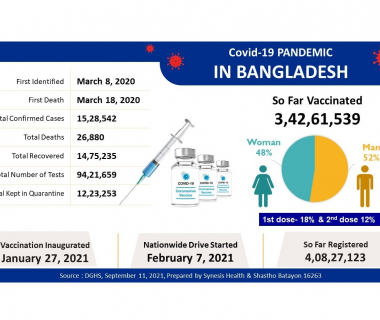 Covid-19 PANDEMIC
IN BANGLADESH
First Identified March 8, 2020
First Death March 18, 2020
tal Confirmed Cases 15,28,542
Total Deaths 26,880
Total Recovered 14,75,235
otal Number of Tests 94,21,659
al Kept in Quarantine 12,23,253
COVID-19
Coronavirus
Vaccine
So Far Vaccinated
3,42,61,539
Woman
48%
Man
52%
1st dose- 18% & 2nd dose 12%
Vaccination Inaugurated
January 27, 2021
Nationwide Drive Started
February 7, 2021
So Far Registered
4,08,27,123
Source : DGHS, September 11, 2021, Prepared by Synesis Health & Shastho Batayon 16263